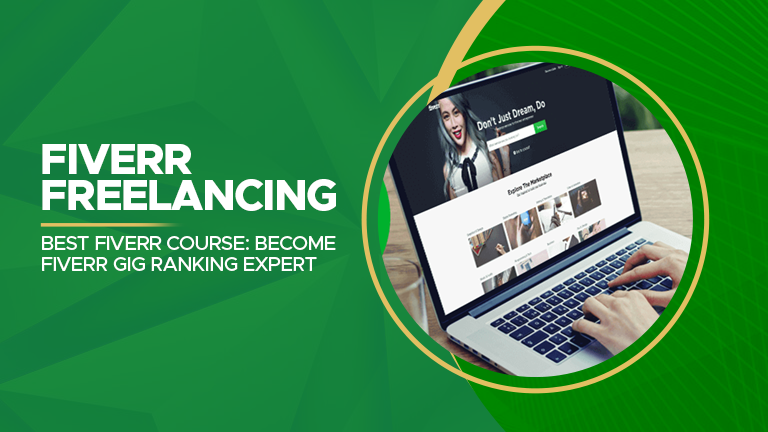 FIVERR
FREELANCING
BEST FIVERR COURSE: BECOME
FIVERR GIG RANKING EXPERT
Don't Just Dream, Do
Explore The Marketplace